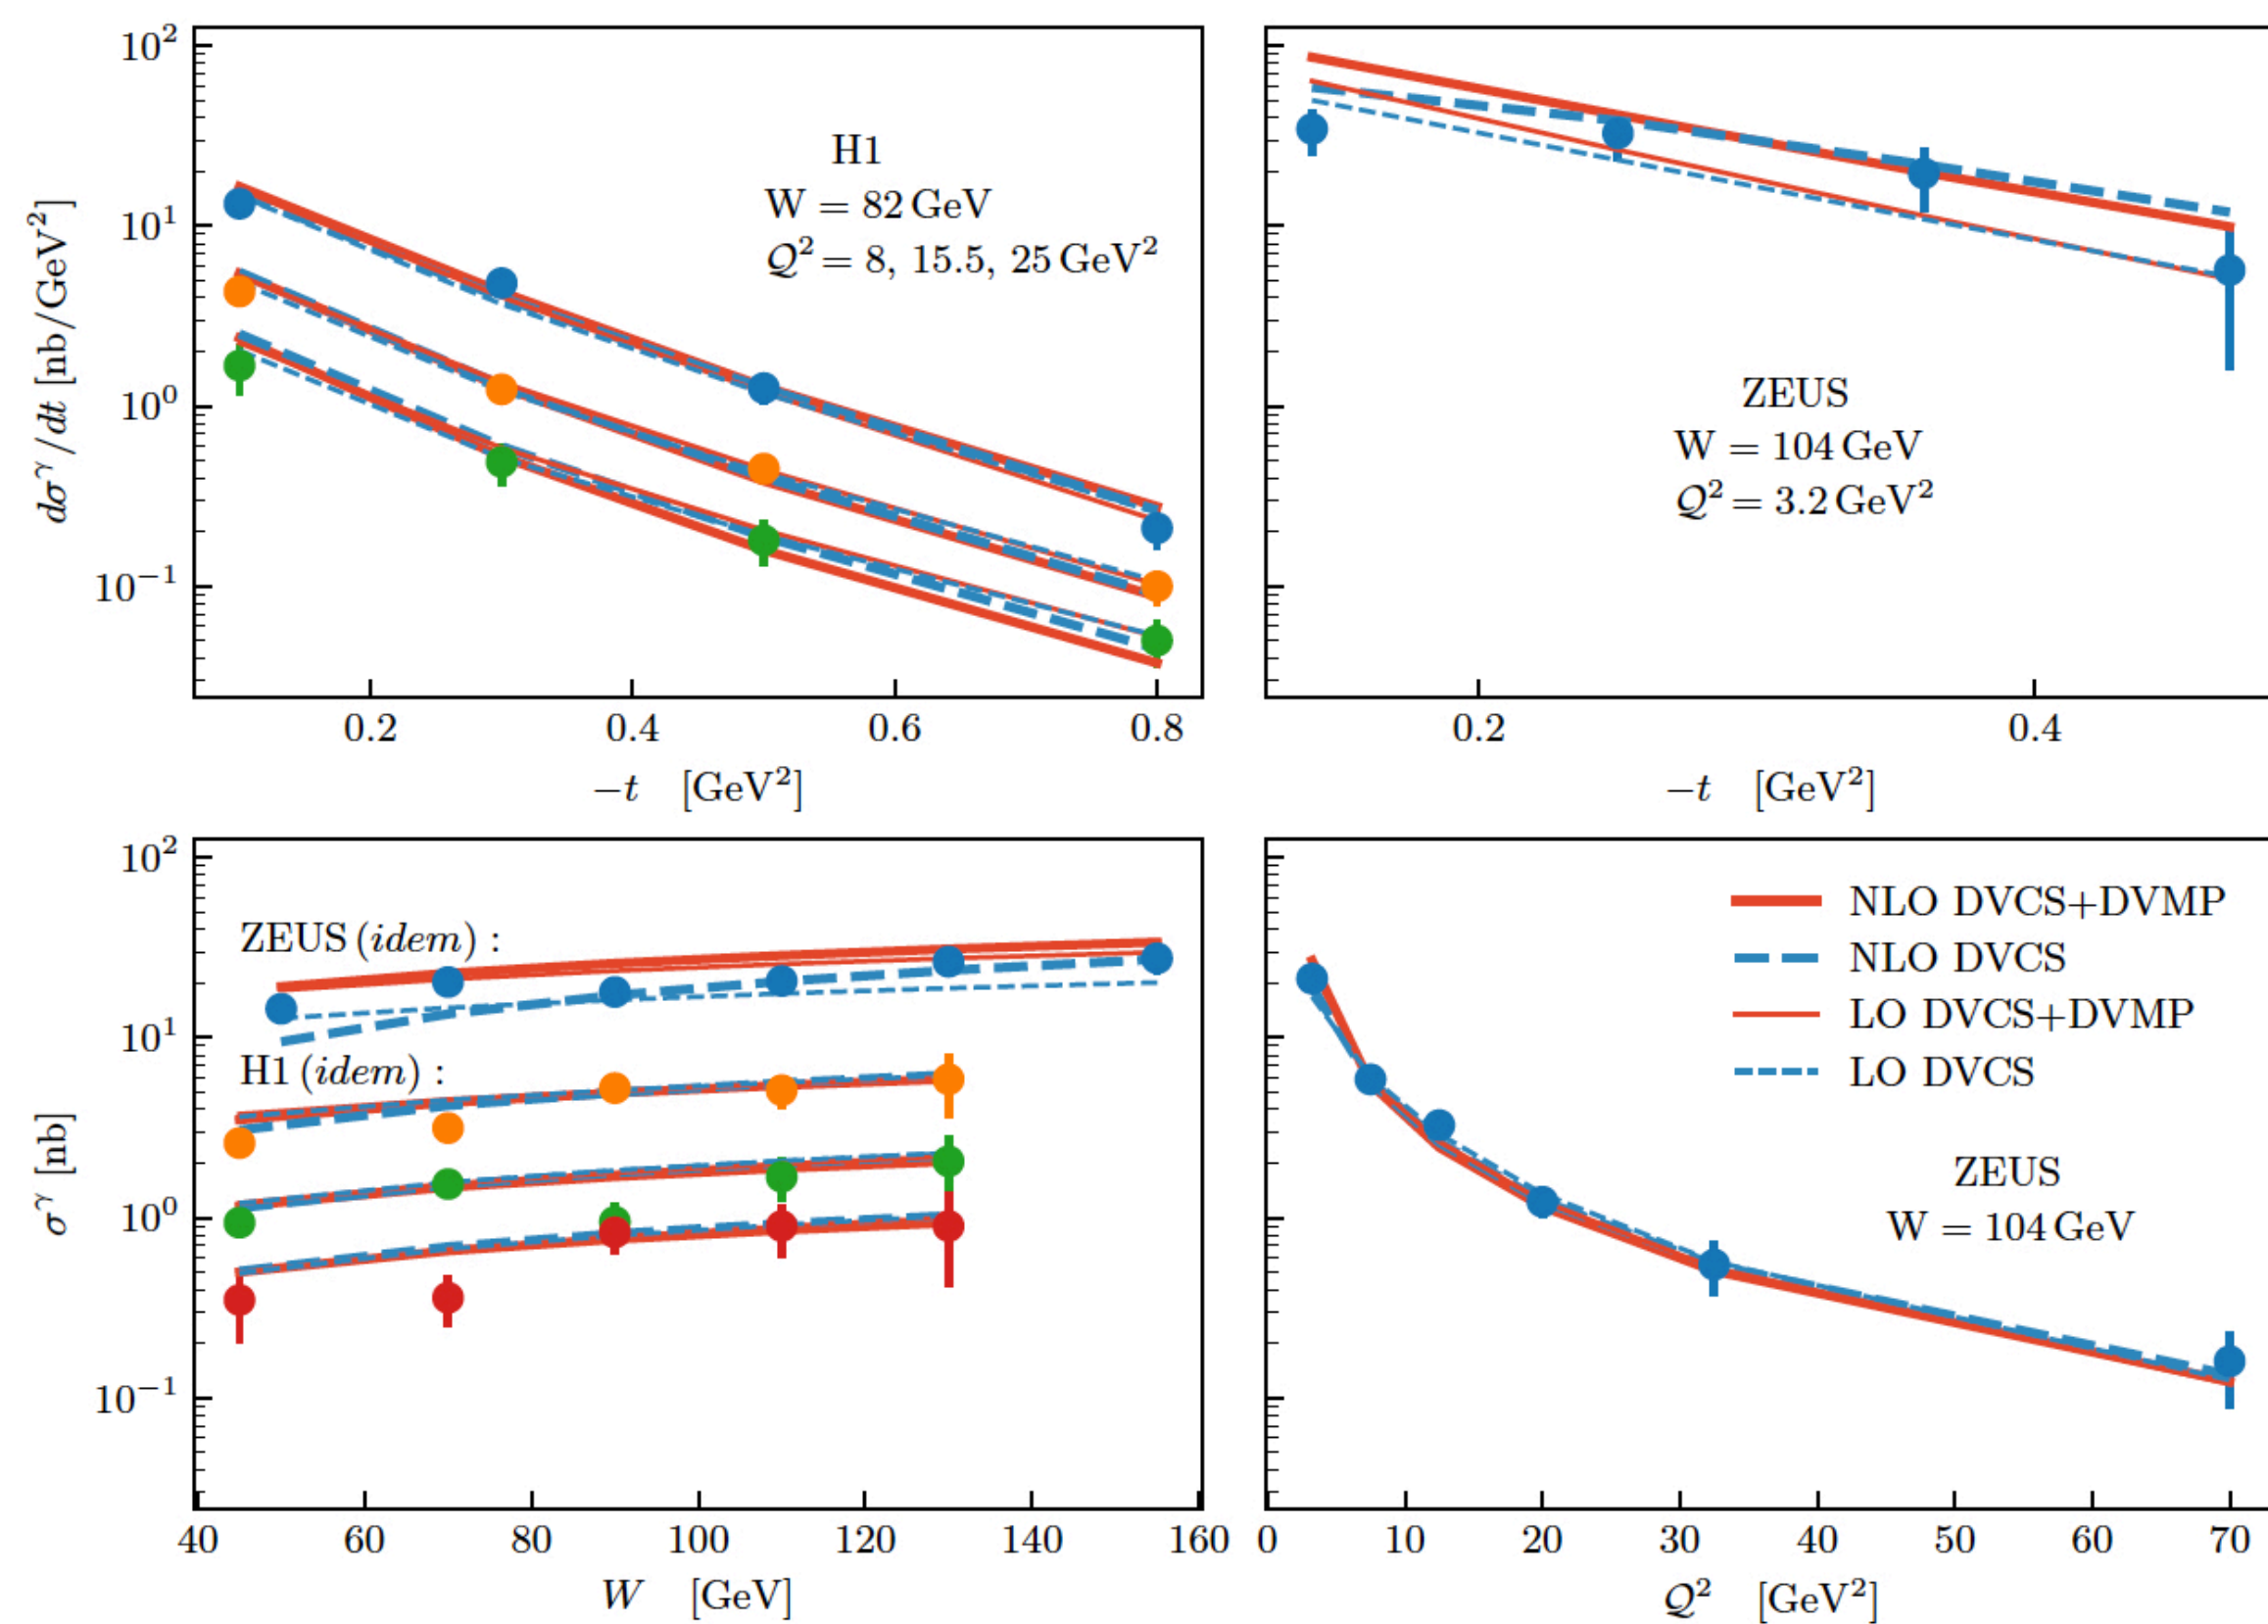 10²
10¹
10⁰
10⁻¹
dσ^γ/dt [nb/GeV²]
H1
W = 82 GeV
𝒬² = 8, 15.5, 25 GeV²
0.2 0.4 0.6 0.8
−t [GeV²]
ZEUS
W = 104 GeV
𝒬² = 3.2 GeV²
0.2 0.4
−t [GeV²]
10²
10¹
10⁰
10⁻¹
σ^γ [nb]
ZEUS (idem) :
H1 (idem) :
40 60 80 100 120 140 160
W [GeV]
NLO DVCS+DVMP
NLO DVCS
LO DVCS+DVMP
LO DVCS
ZEUS
W = 104 GeV
0 10 20 30 40 50 60 70
𝒬² [GeV²]